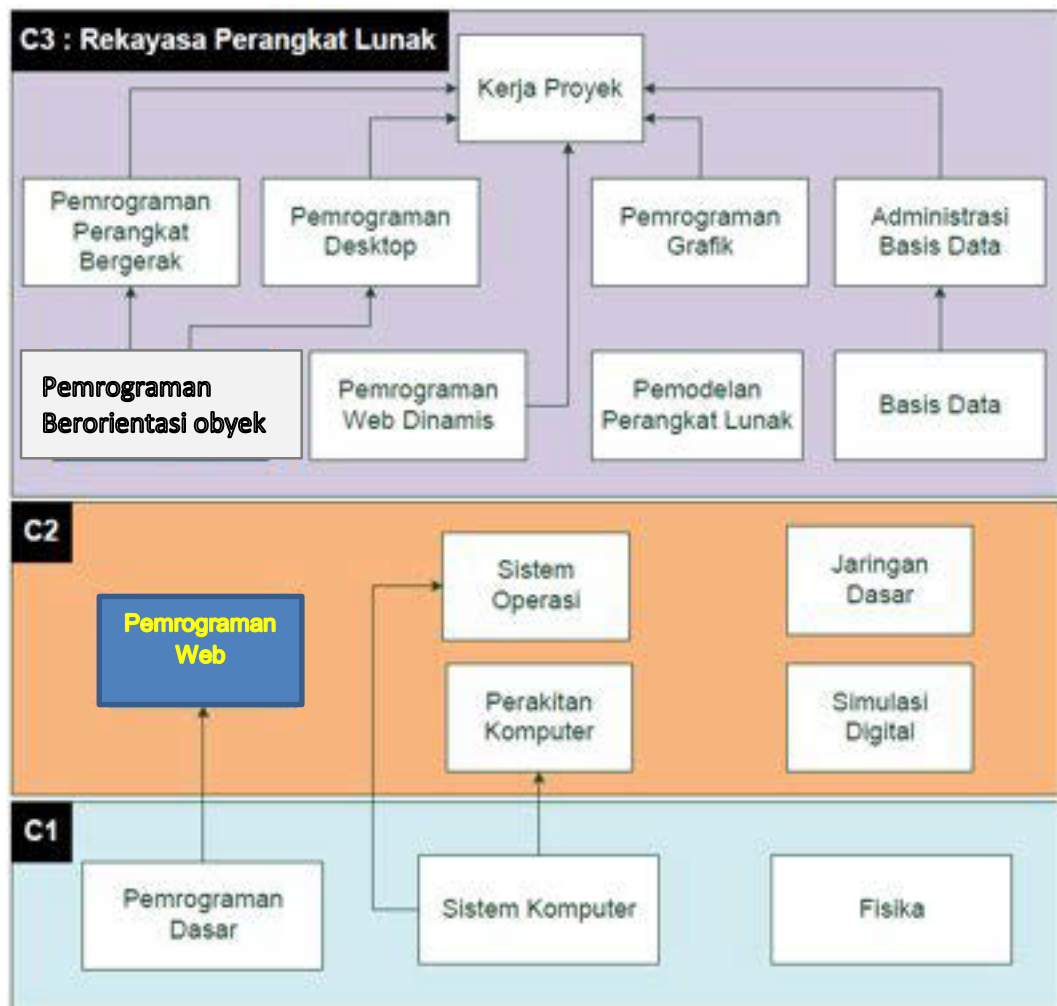 C3 : Rekayasa Perangkat Lunak
Kerja Proyek
Pemrograman
Perangkat
Bergerak
Pemrograman
Desktop
Pemrograman
Grafik
Administrasi
Basis Data
Pemrograman
Berorientasi obyek
Pemrograman
Web Dinamis
Pemodelan
Perangkat Lunak
Basis Data
C2
Sistem
Operasi
Jaringan
Dasar
Pemrograman
Web
Perakitan
Komputer
Simulasi
Digital
C1
Pemrograman
Dasar
Sistem Komputer
Fisika